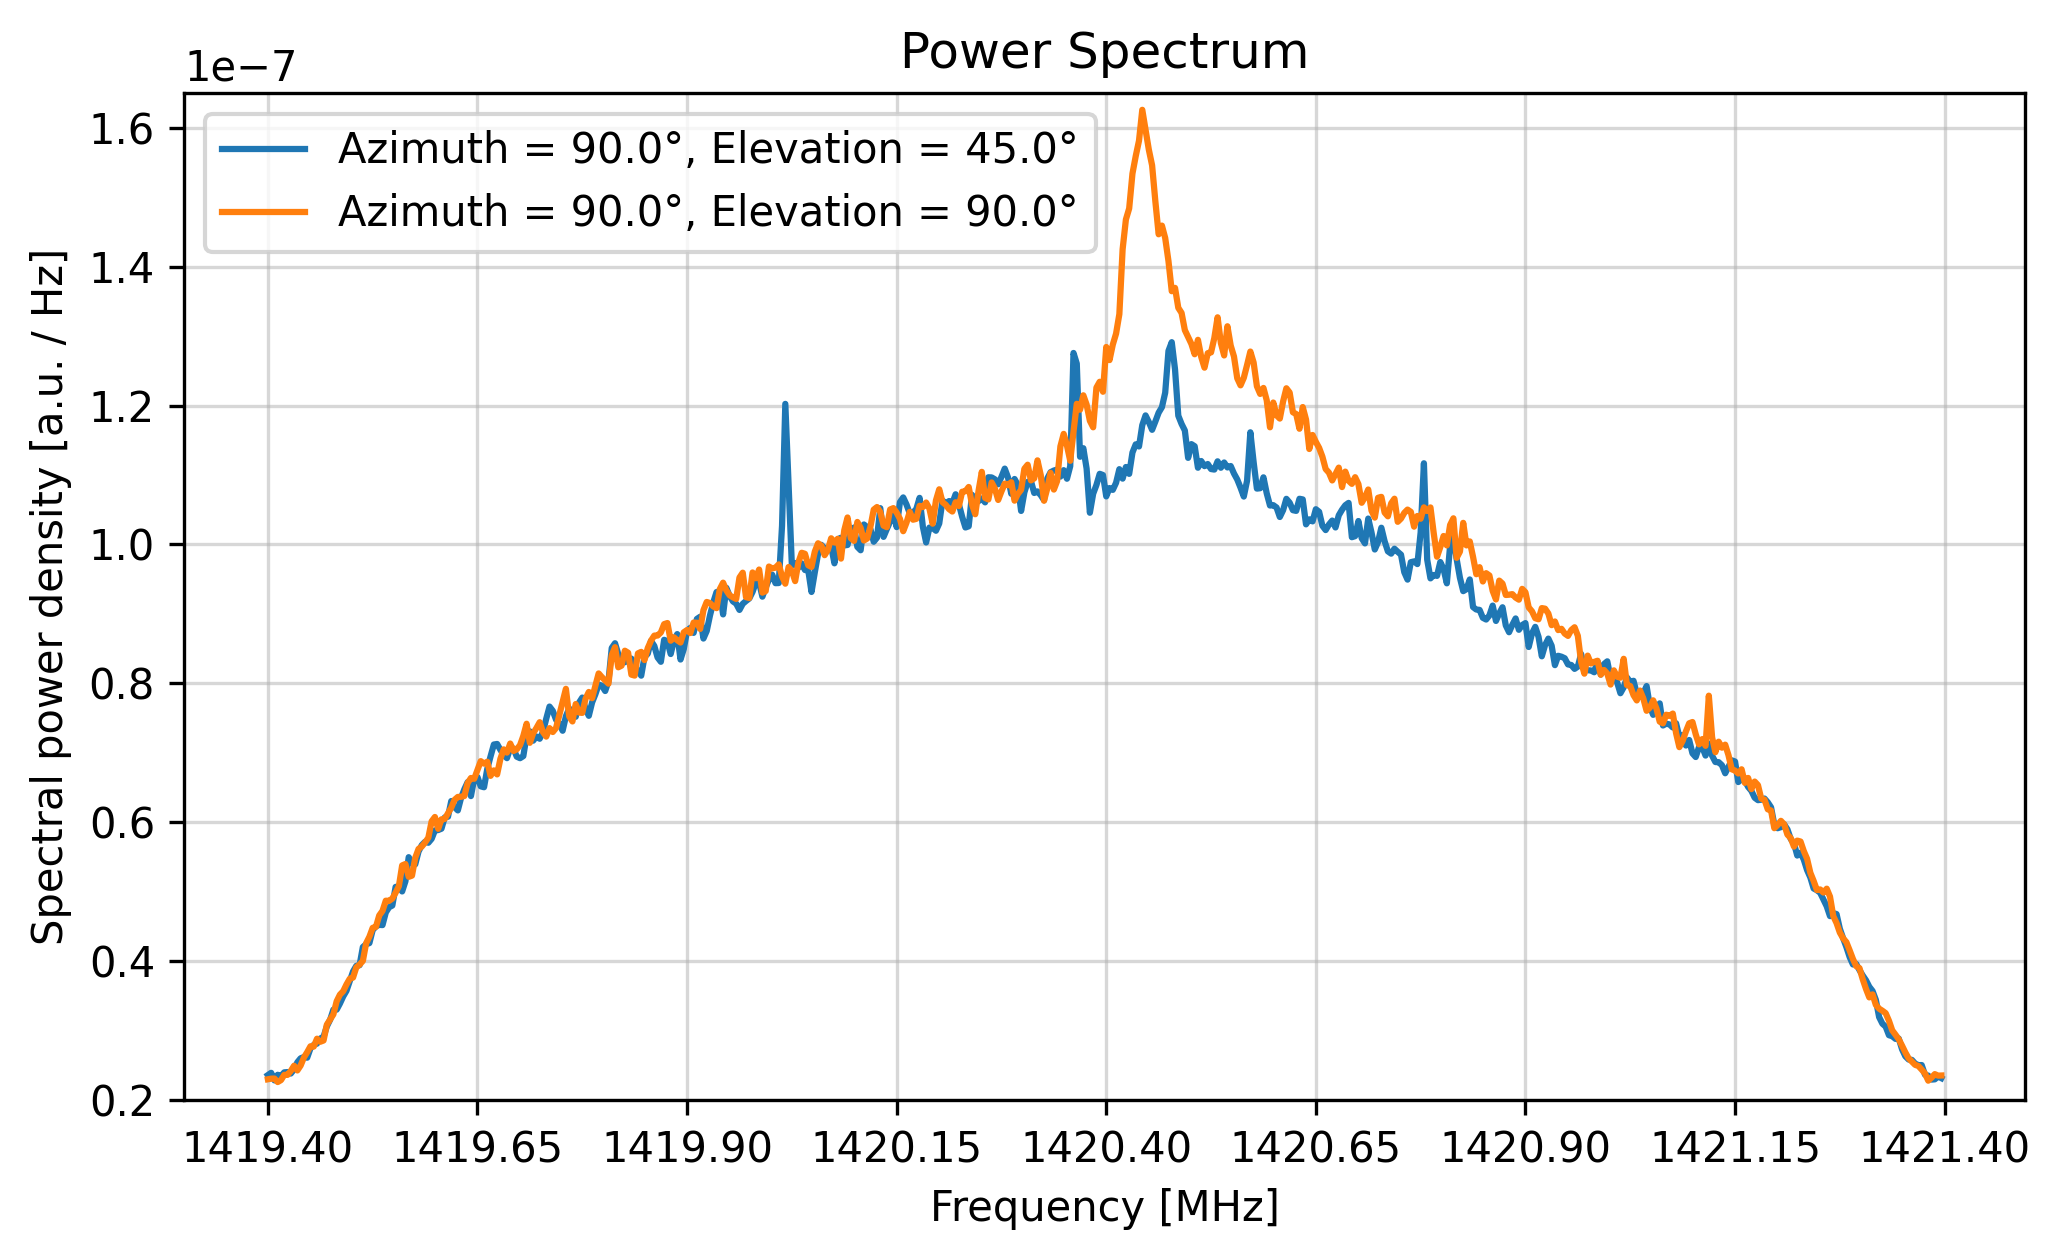 Power Spectrum
1e−7
Azimuth = 90.0°, Elevation = 45.0°
Azimuth = 90.0°, Elevation = 90.0°
Spectral power density [a.u. / Hz]
1.6
1.4
1.2
1.0
0.8
0.6
0.4
0.2
1419.40 1419.65 1419.90 1420.15 1420.40 1420.65 1420.90 1421.15 1421.40
Frequency [MHz]